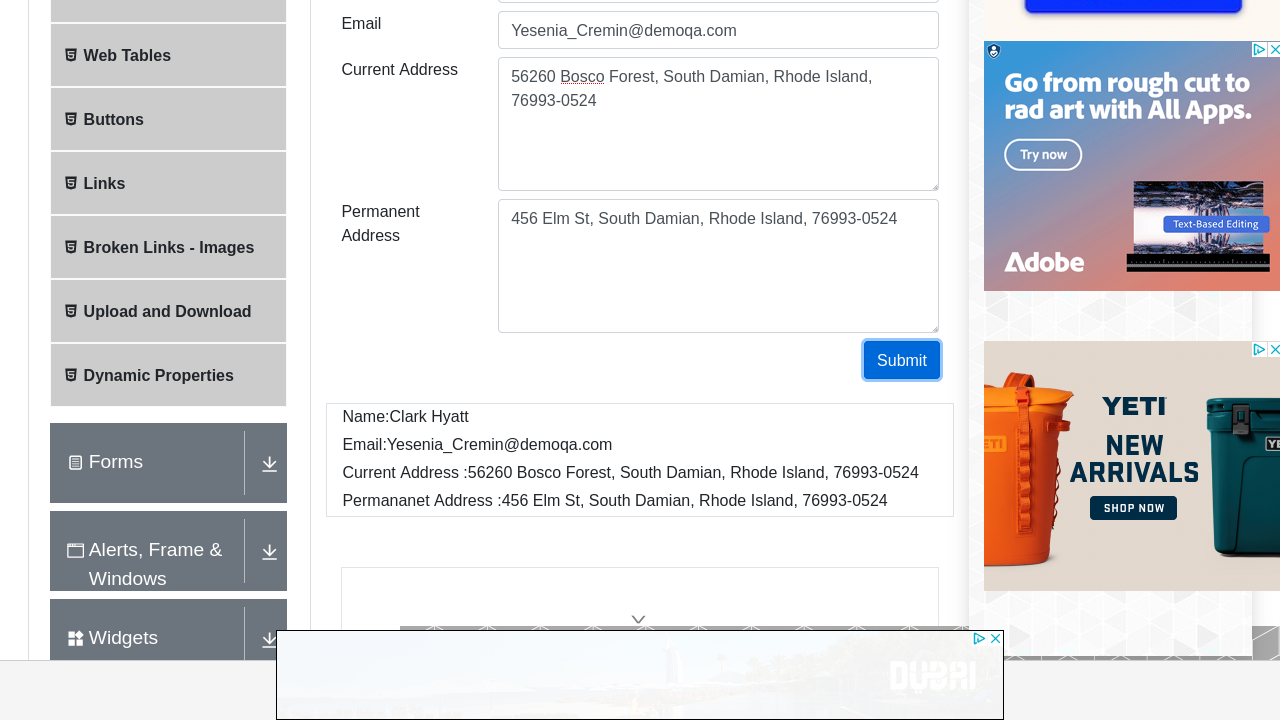 Email
Yesenia_Cremin@demoqa.com
Web Tables
Current Address
56260 Bosco Forest, South Damian, Rhode Island,
76993-0524
Buttons
Links
Permanent
Address
456 Elm St, South Damian, Rhode Island, 76993-0524
Broken Links - Images
Upload and Download
Submit
Dynamic Properties
Name:Clark Hyatt
Email:Yesenia_Cremin@demoqa.com
Current Address :56260 Bosco Forest, South Damian, Rhode Island, 76993-0524
Permananet Address :456 Elm St, South Damian, Rhode Island, 76993-0524
Forms
Alerts, Frame &
Windows
Widgets
Go from rough cut to
rad art with All Apps.
Try now
Text-Based Editing
Adobe
YETI
NEW
ARRIVALS
SHOP NOW
DUBAI